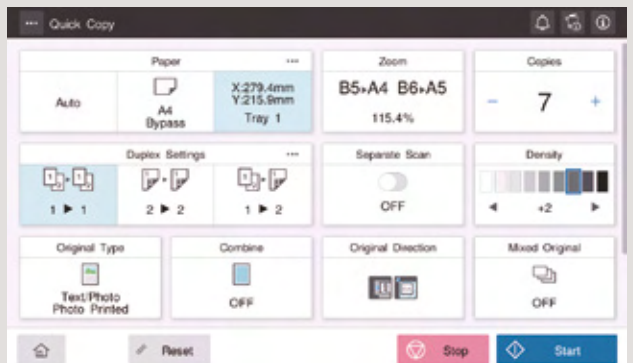 Quick Copy
Paper
Auto
A4
Bypass
X:279.4mm
Y:215.9mm
Tray 1
Zoom
B5▸A4 B6▸A5
115.4%
Copies
-
7
+
Duplex Settings
1 ▶ 1
2 ▶ 2
1 ▶ 2
Separate Scan
OFF
Density
◀ +2 ▶
Original Type
Text/Photo
Photo Printed
Combine
OFF
Original Direction
Mixed Original
OFF
Reset
Stop
Start